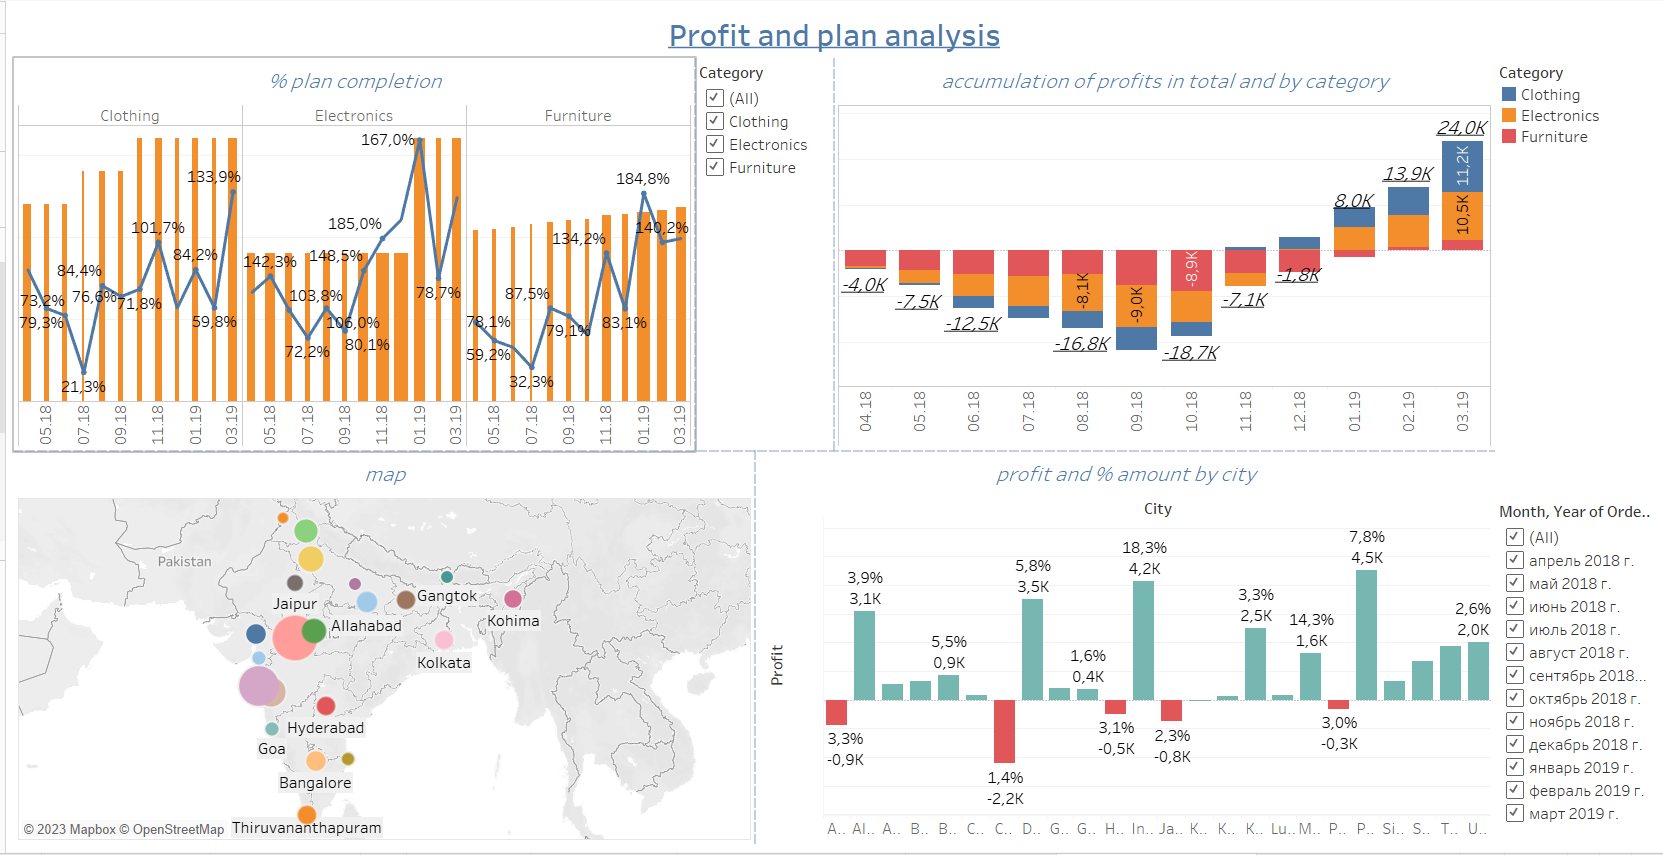 Profit and plan analysis
% plan completion
Clothing
Electronics
Furniture
73,2%
79,3%
84,4%
21,3%
76,6%
71,8%
101,7%
84,2%
59,8%
133,9%
142,3%
72,2%
103,8%
106,0%
148,5%
80,1%
185,0%
167,0%
78,7%
78,1%
59,2%
87,5%
32,3%
79,1%
134,2%
83,1%
184,8%
140,2%
05.18
07.18
09.18
11.18
01.19
03.19
05.18
07.18
09.18
11.18
01.19
03.19
05.18
07.18
09.18
11.18
01.19
03.19
Category
(All)
Clothing
Electronics
Furniture
accumulation of profits in total and by category
-4,0K
-7,5K
-12,5K
-8,1K
-16,8K
-9,0K
-8,9K
-18,7K
-7,1K
-1,8K
8,0K
13,9K
24,0K
11,2K
10,5K
04.18
05.18
06.18
07.18
08.18
09.18
10.18
11.18
12.18
01.19
02.19
03.19
Category
Clothing
Electronics
Furniture
map
Pakistan
Jaipur
Gangtok
Allahabad
Kohima
Kolkata
Hyderabad
Goa
Bangalore
Thiruvananthapuram
© 2023 Mapbox © OpenStreetMap
profit and % amount by city
City
Profit
3,3%
-0,9K
3,9%
3,1K
5,5%
0,9K
1,4%
-2,2K
5,8%
3,5K
1,6%
0,4K
3,1%
-0,5K
18,3%
4,2K
2,3%
-0,8K
3,3%
2,5K
14,3%
1,6K
3,0%
-0,3K
7,8%
4,5K
2,6%
2,0K
A.. Al.. A.. B.. B.. C.. C.. D.. G.. G.. H.. In.. Ja.. K.. K.. K.. Lu.. M.. P.. P.. Si.. S.. T.. U..
Month, Year of Orde..
(All)
апрель 2018 г.
май 2018 г.
июнь 2018 г.
июль 2018 г.
август 2018 г.
сентябрь 2018...
октябрь 2018 г.
ноябрь 2018 г.
декабрь 2018 г.
январь 2019 г.
февраль 2019 г.
март 2019 г.